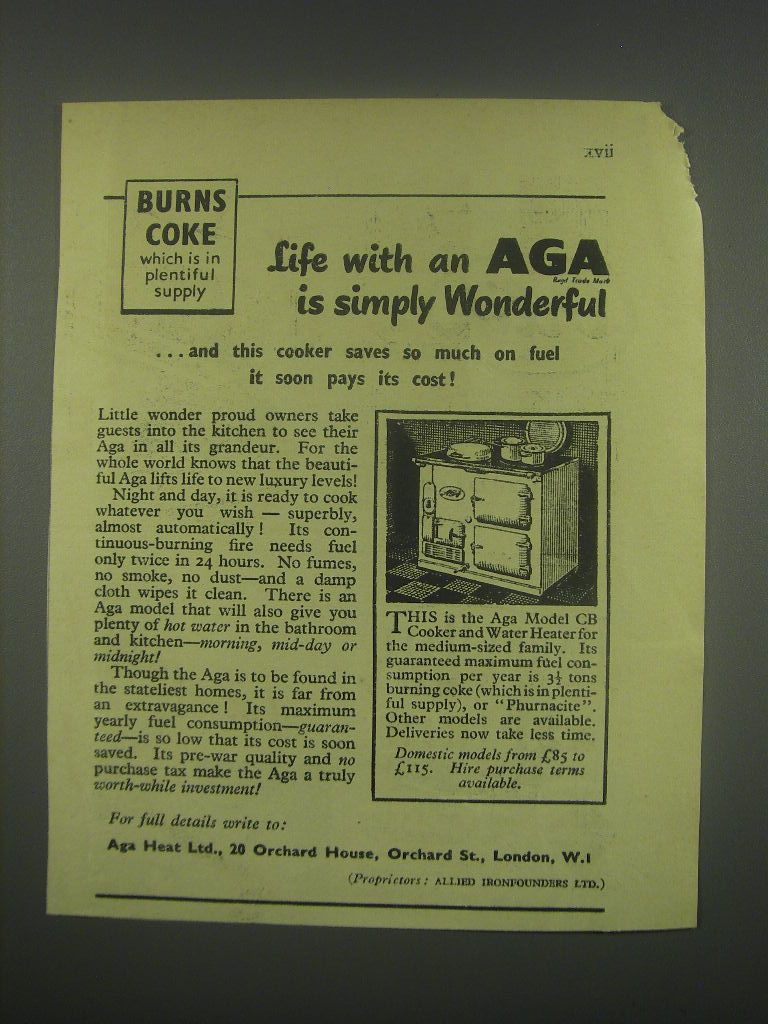 xvii
BURNS
COKE
which is in
plentiful
supply
Life with an AGA
Regd Trade Mark
is simply Wonderful
...and this cooker saves so much on fuel
it soon pays its cost!
Little wonder proud owners take
guests into the kitchen to see their
Aga in all its grandeur. For the
whole world knows that the beauti-
ful Aga lifts life to new luxury levels!
Night and day, it is ready to cook
whatever you wish — superbly,
almost automatically! Its con-
tinuous-burning fire needs fuel
only twice in 24 hours. No fumes,
no smoke, no dust—and a damp
cloth wipes it clean. There is an
Aga model that will also give you
plenty of hot water in the bathroom
and kitchen—morning, mid-day or
midnight!
Though the Aga is to be found in
the stateliest homes, it is far from
an extravagance! Its maximum
yearly fuel consumption—guaran-
teed—is so low that its cost is soon
saved. Its pre-war quality and no
purchase tax make the Aga a truly
worth-while investment!
THIS is the Aga Model CB
Cooker and Water Heater for
the medium-sized family. Its
guaranteed maximum fuel con-
sumption per year is 3½ tons
burning coke (which is in plenti-
ful supply), or "Phurnacite".
Other models are available.
Deliveries now take less time.
Domestic models from £85 to
£115. Hire purchase terms
available.
For full details write to:
Aga Heat Ltd., 20 Orchard House, Orchard St., London, W.1
(Proprietors: ALLIED IRONFOUNDERS LTD.)